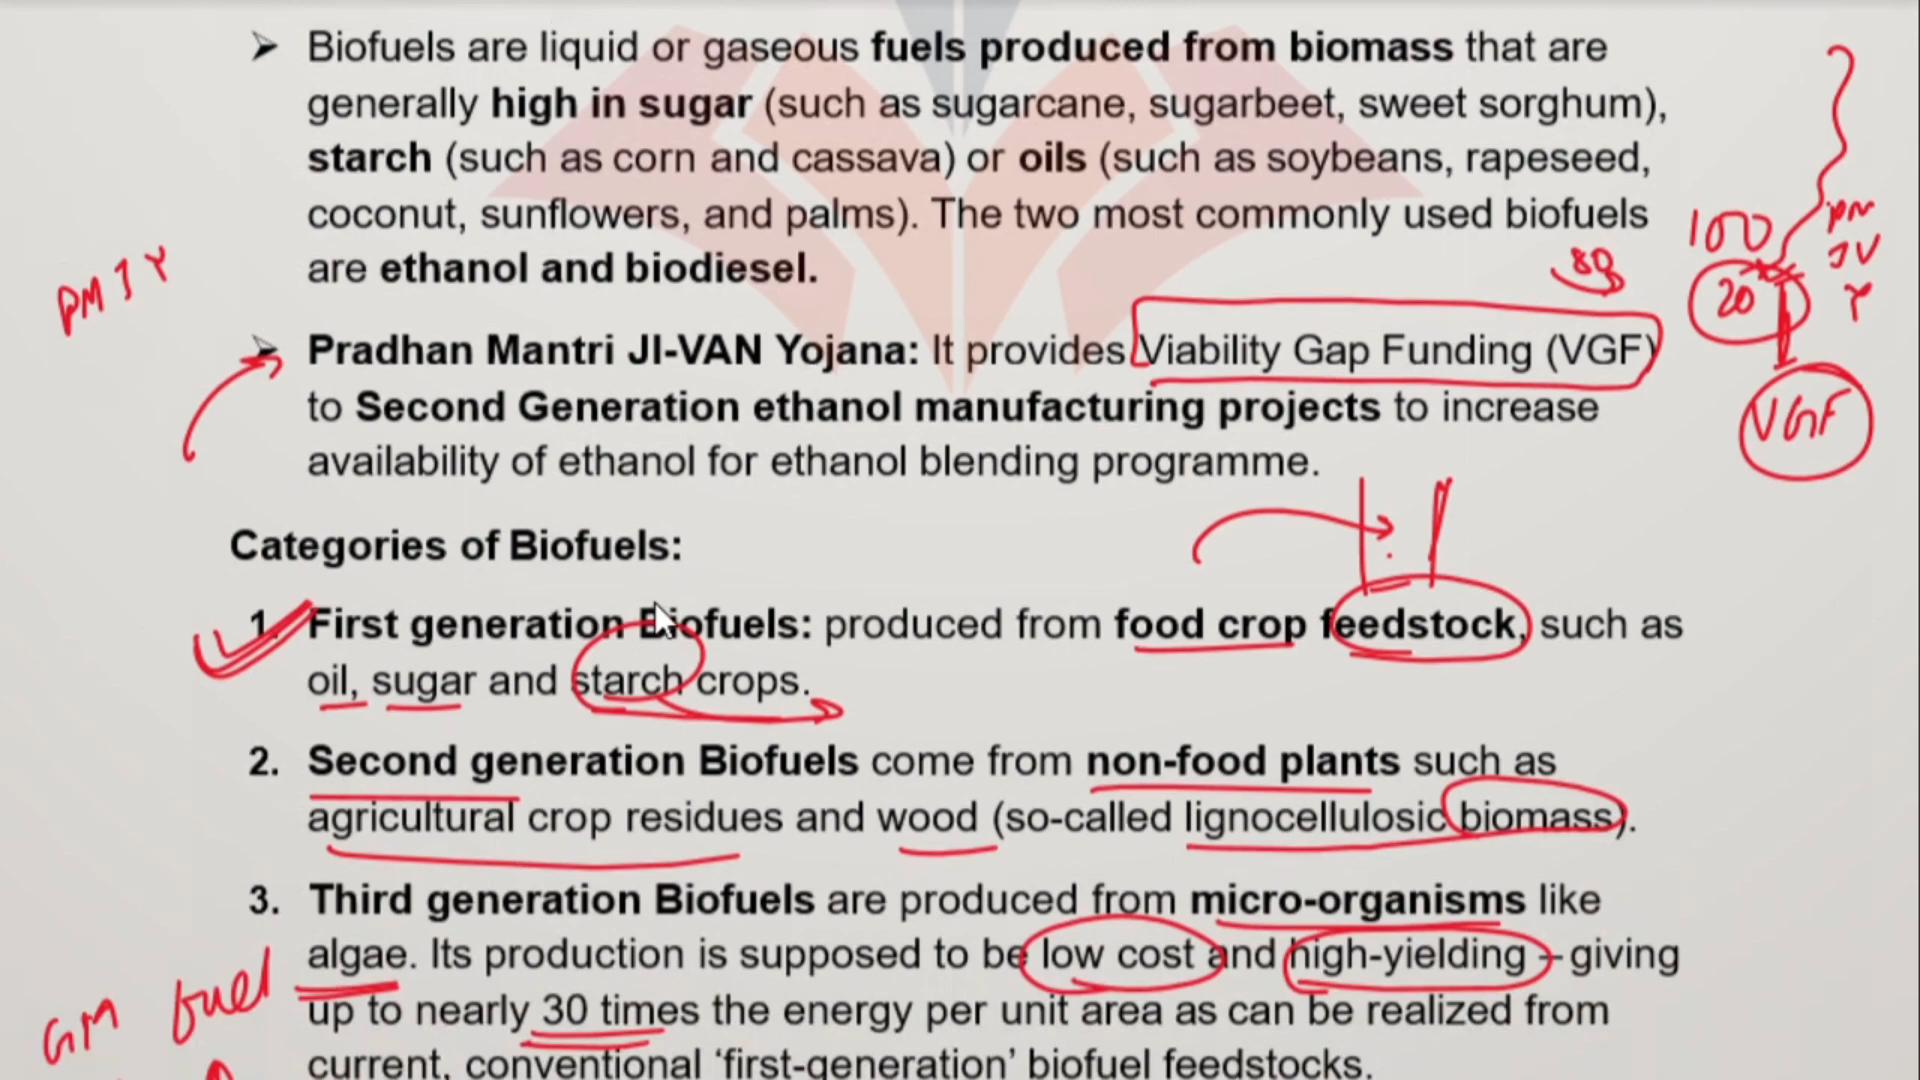 ➢ Biofuels are liquid or gaseous fuels produced from biomass that are
generally high in sugar (such as sugarcane, sugarbeet, sweet sorghum),
starch (such as corn and cassava) or oils (such as soybeans, rapeseed,
coconut, sunflowers, and palms). The two most commonly used biofuels
are ethanol and biodiesel.
100
80
20
➢ Pradhan Mantri JI-VAN Yojana: It provides Viability Gap Funding (VGF)
to Second Generation ethanol manufacturing projects to increase
availability of ethanol for ethanol blending programme.
VGF
Categories of Biofuels:
1. First generation Biofuels: produced from food crop feedstock, such as
oil, sugar and starch crops.
2. Second generation Biofuels come from non-food plants such as
agricultural crop residues and wood (so-called lignocellulosic biomass).
3. Third generation Biofuels are produced from micro-organisms like
algae. Its production is supposed to be low cost and high-yielding – giving
up to nearly 30 times the energy per unit area as can be realized from
current, conventional ‘first-generation’ biofuel feedstocks.
GM fuel